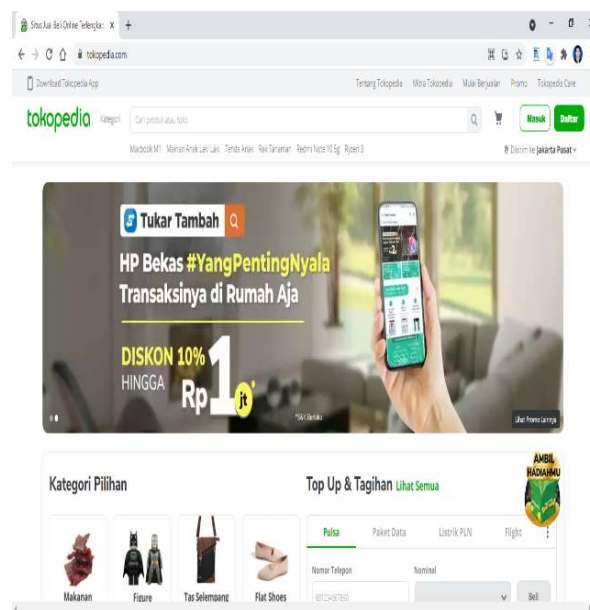 Situs Jual Beli Online Terlengkap
tokopedia.com
Download Tokopedia App
Tentang Tokopedia Mitra Tokopedia Mulai Berjualan Promo Tokopedia Care
tokopedia
Kategori
Cari produk atau toko
Masuk
Daftar
Macbook M1 Mainan Anak Laki Laki Tenda Anak Rak Tanaman Redmi Note 10 5g Ryzen 3
Dikirim ke Jakarta Pusat
Tukar Tambah
HP Bekas #YangPentingNyala
Transaksinya di Rumah Aja
DISKON 10%
HINGGA
Rp1jt*
*S&K Berlaku
Lihat Promo Lainnya
AMBIL
HADIAHMU
Kategori Pilihan
Top Up & Tagihan Lihat Semua
Pulsa Paket Data Listrik PLN Flight
Nomor Telepon Nominal
081234567890
Beli
Makanan Figure Tas Selempang Flat Shoes